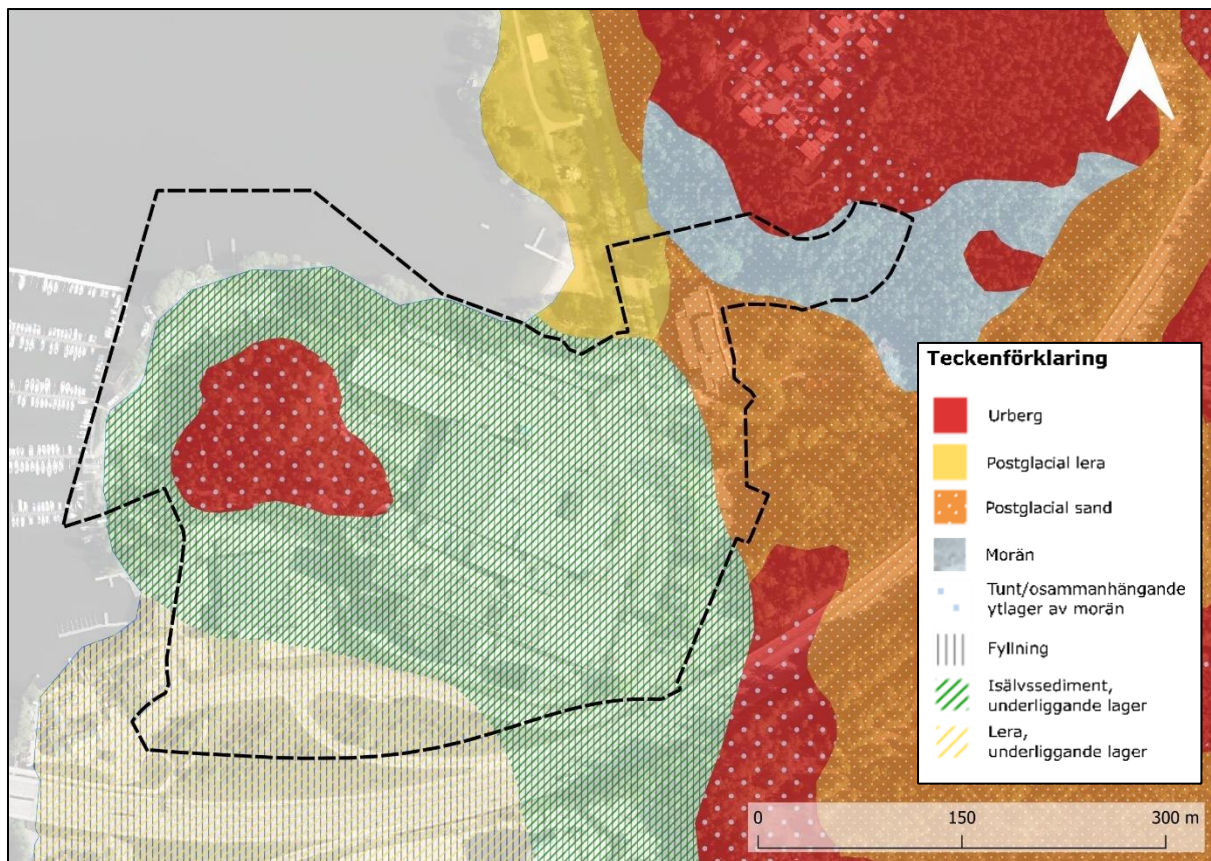 Teckenförklaring
Urberg
Postglacial lera
Postglacial sand
Morän
Tunt/osammanhängande
ytlager av morän
Fyllning
Isälvssediment,
underliggande lager
Lera,
underliggande lager
0 150 300 m